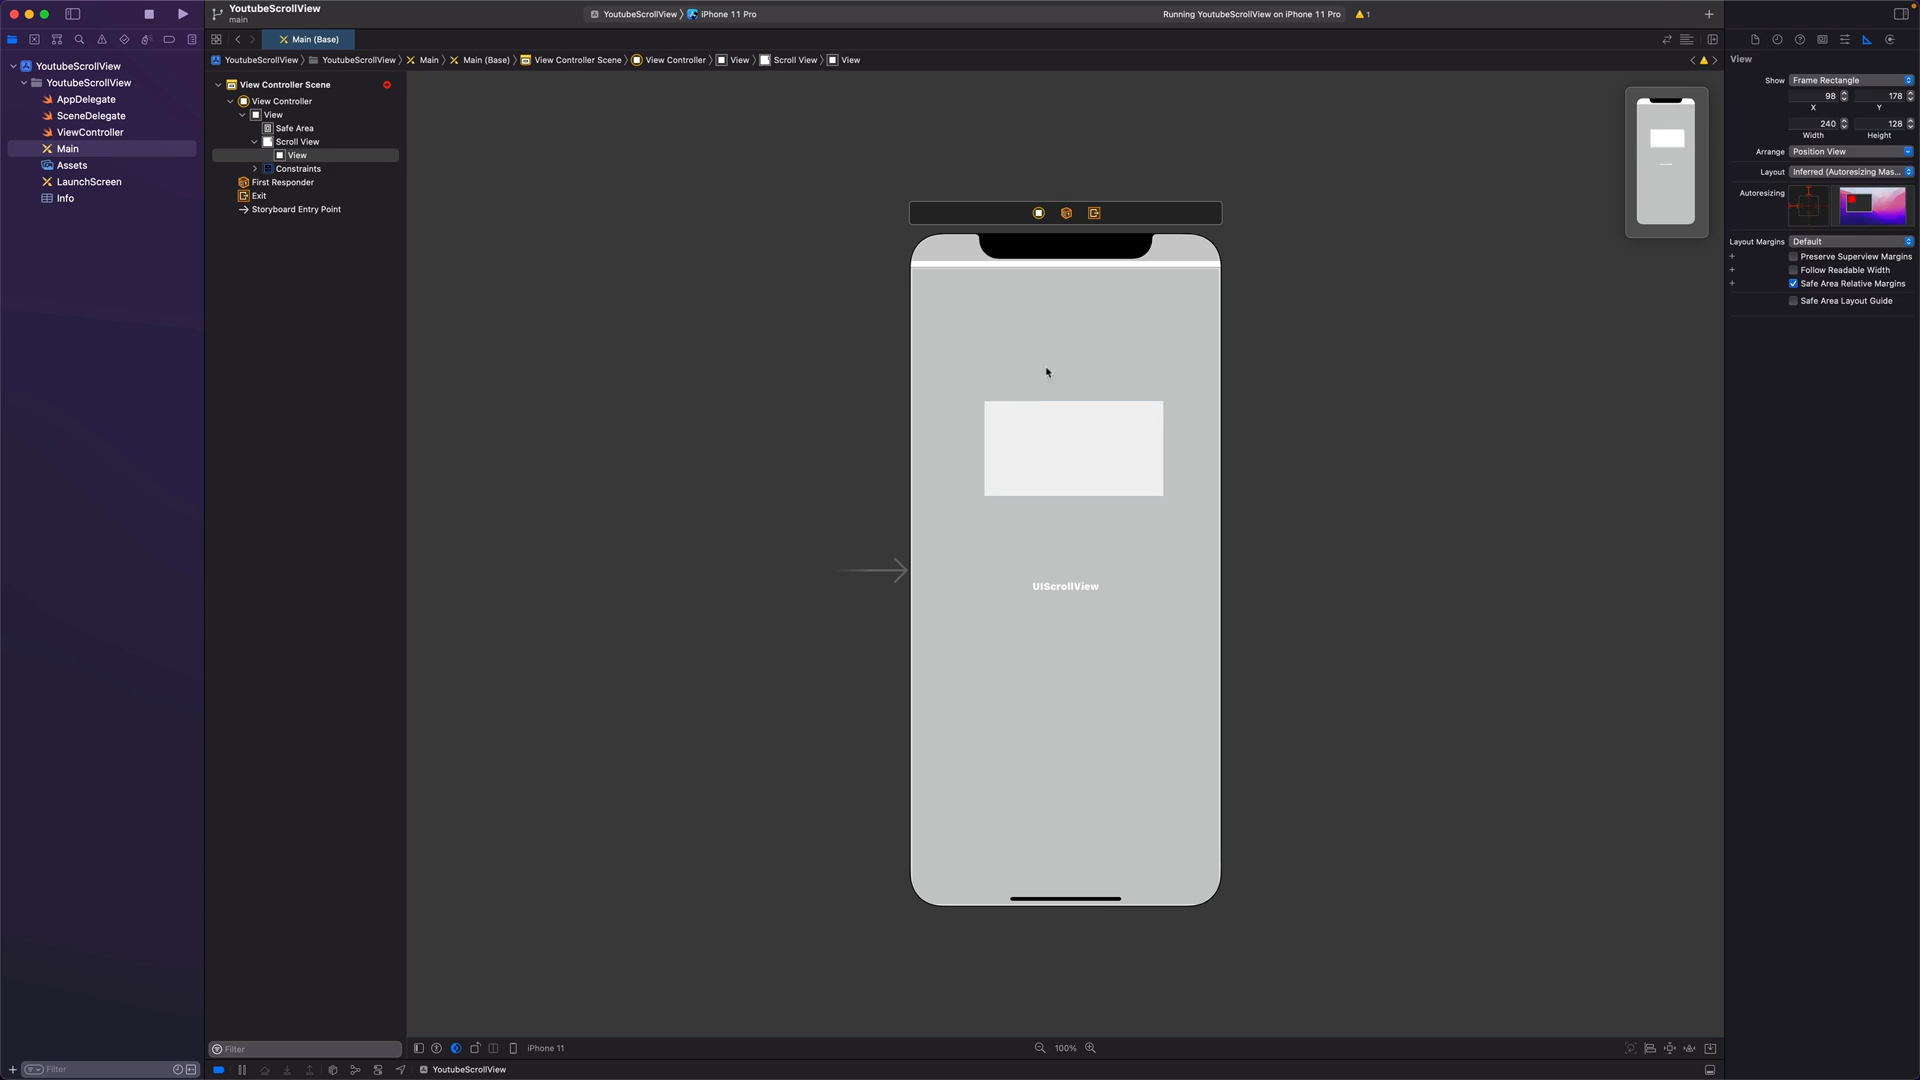 YoutubeScrollView
main
YoutubeScrollView 〉 iPhone 11 Pro
Running YoutubeScrollView on iPhone 11 Pro
1
Main (Base)
YoutubeScrollView 〉 YoutubeScrollView 〉 Main 〉 Main (Base) 〉 View Controller Scene 〉 View Controller 〉 View 〉 Scroll View 〉 View
YoutubeScrollView
YoutubeScrollView
AppDelegate
SceneDelegate
ViewController
Main
Assets
LaunchScreen
Info
View Controller Scene
View Controller
View
Safe Area
Scroll View
View
Constraints
First Responder
Exit
Storyboard Entry Point
UIScrollView
View
Show Frame Rectangle
98 178
X Y
240 128
Width Height
Arrange Position View
Layout Inferred (Autoresizing Mas...
Autoresizing
Layout Margins Default
Preserve Superview Margins
Follow Readable Width
Safe Area Relative Margins
Safe Area Layout Guide
Filter
iPhone 11
100%
Filter
YoutubeScrollView